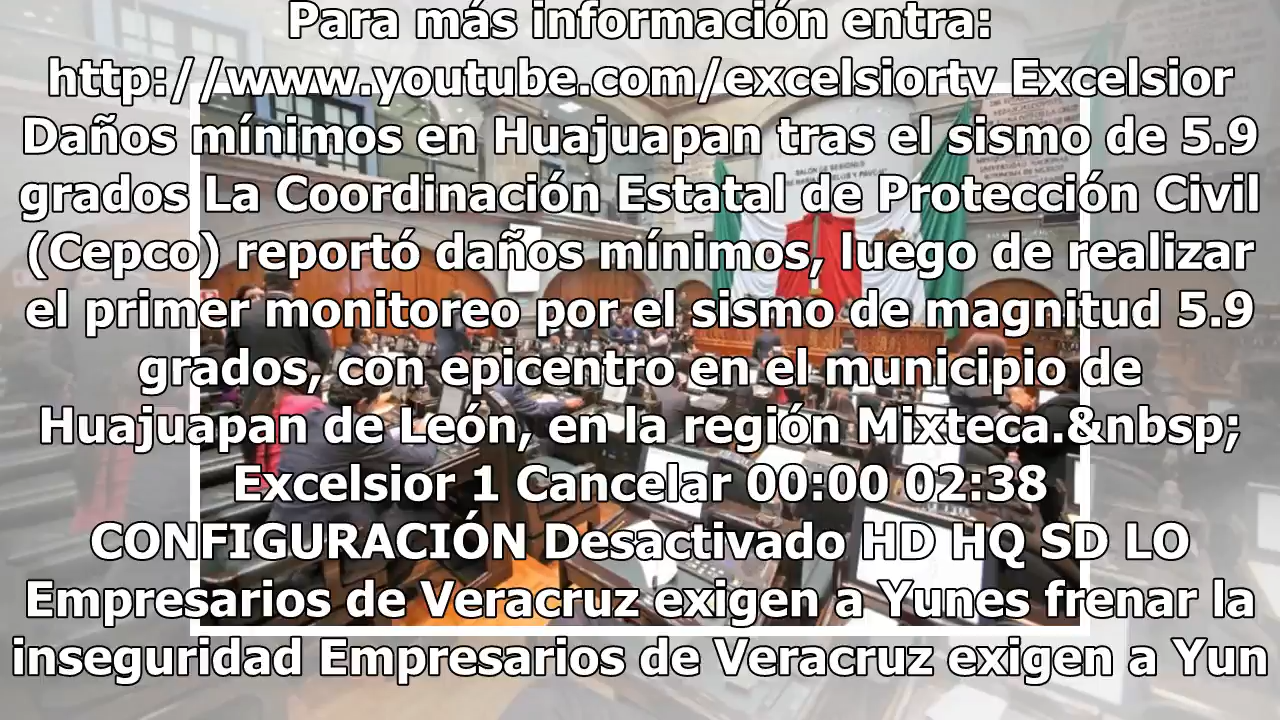 Para más información entra:
http://www.youtube.com/excelsiortv Excelsior
Daños mínimos en Huajuapan tras el sismo de 5.9
grados La Coordinación Estatal de Protección Civil
(Cepco) reportó daños mínimos, luego de realizar
el primer monitoreo por el sismo de magnitud 5.9
grados, con epicentro en el municipio de
Huajuapan de León, en la región Mixteca.&nbsp;
Excelsior 1 Cancelar 00:00 02:38
CONFIGURACIÓN Desactivado HD HQ SD LO
Empresarios de Veracruz exigen a Yunes frenar la
inseguridad Empresarios de Veracruz exigen a Yun
SALÓN DE SESIONES